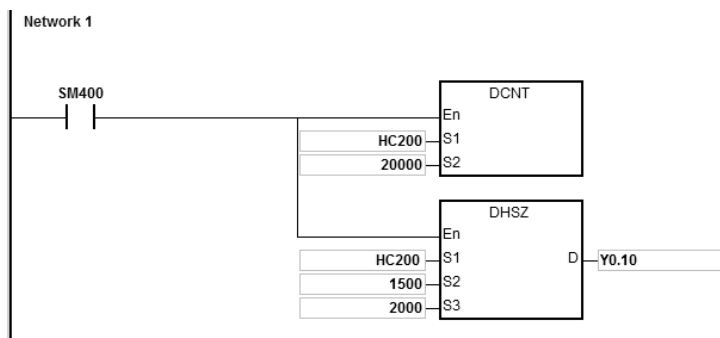 Network 1
SM400
DCNT
En
HC200 S1
20000 S2
DHSZ
En
HC200 S1 D Y0.10
1500 S2
2000 S3